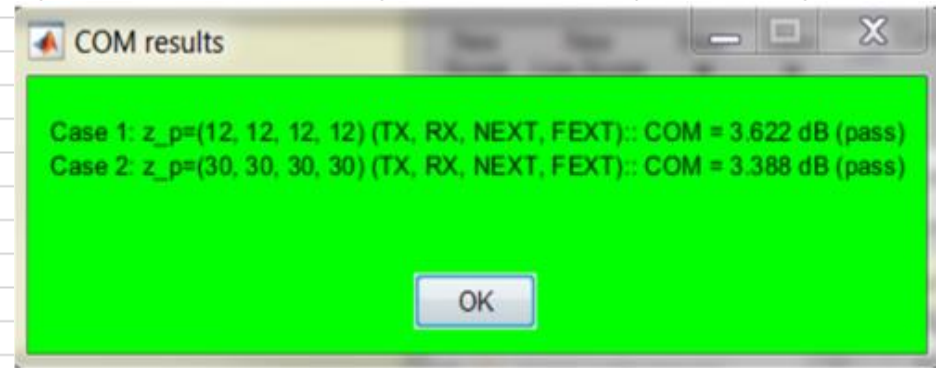 COM results
Case 1: z_p=(12, 12, 12, 12) (TX, RX, NEXT, FEXT):: COM = 3.622 dB (pass)
Case 2: z_p=(30, 30, 30, 30) (TX, RX, NEXT, FEXT):: COM = 3.388 dB (pass)
OK